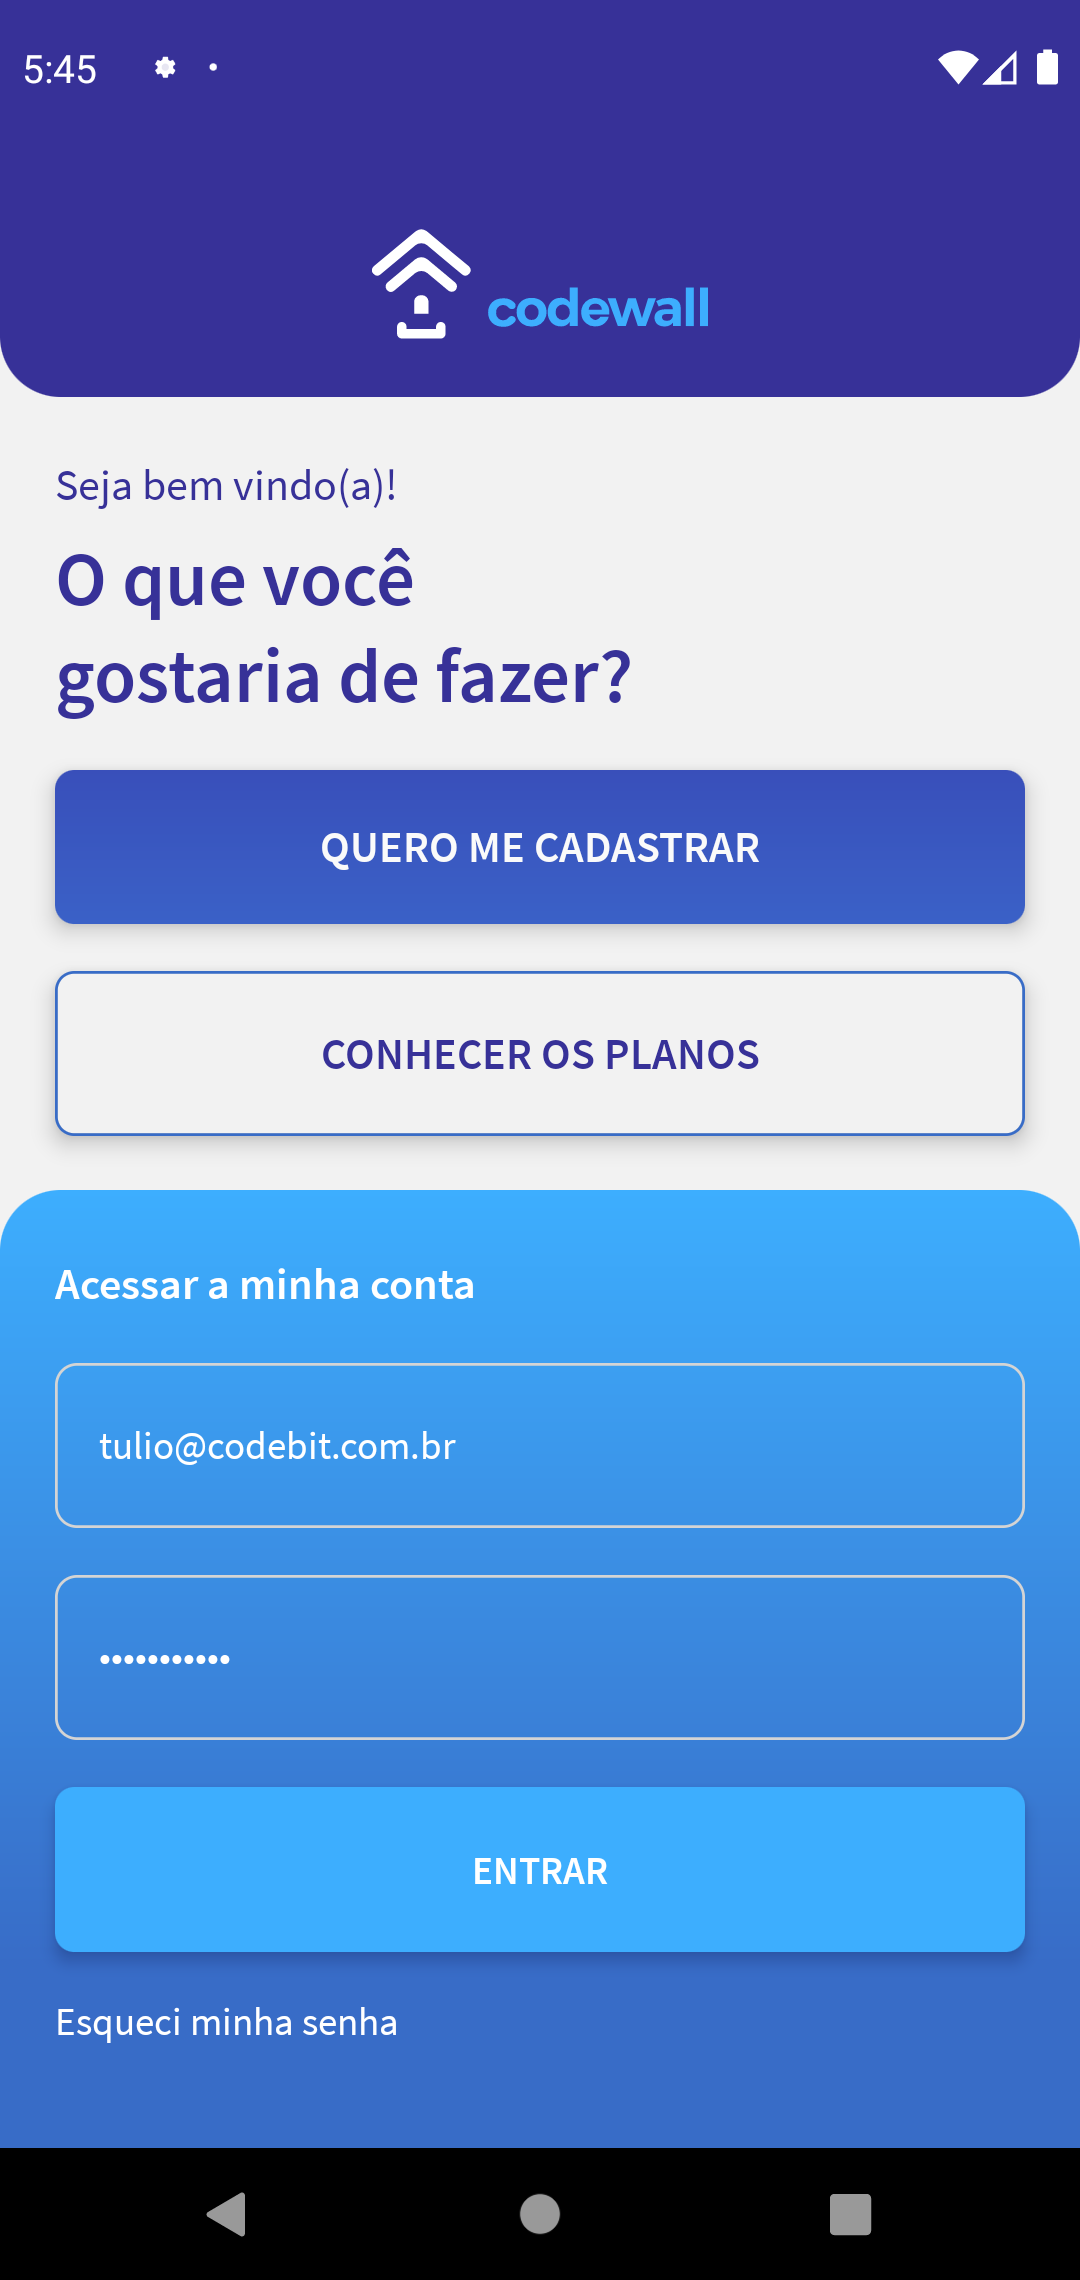 5:45
codewall
Seja bem vindo(a)!
O que você
gostaria de fazer?
QUERO ME CADASTRAR
CONHECER OS PLANOS
Acessar a minha conta
tulio@codebit.com.br
•••••••••••
ENTRAR
Esqueci minha senha